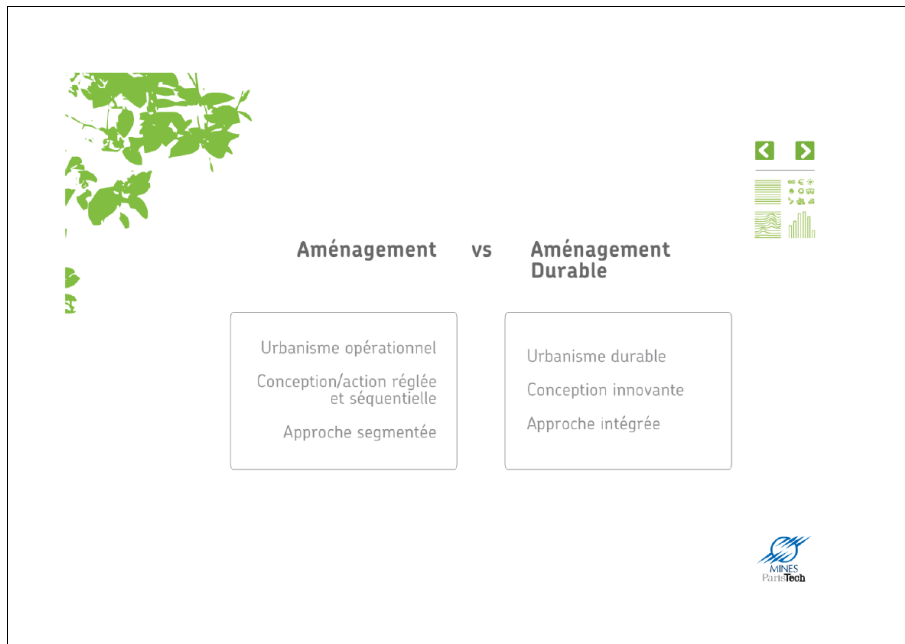 Aménagement vs Aménagement
Durable
Urbanisme opérationnel
Conception/action réglée
et séquentielle
Approche segmentée
Urbanisme durable
Conception innovante
Approche intégrée
MINES
ParisTech